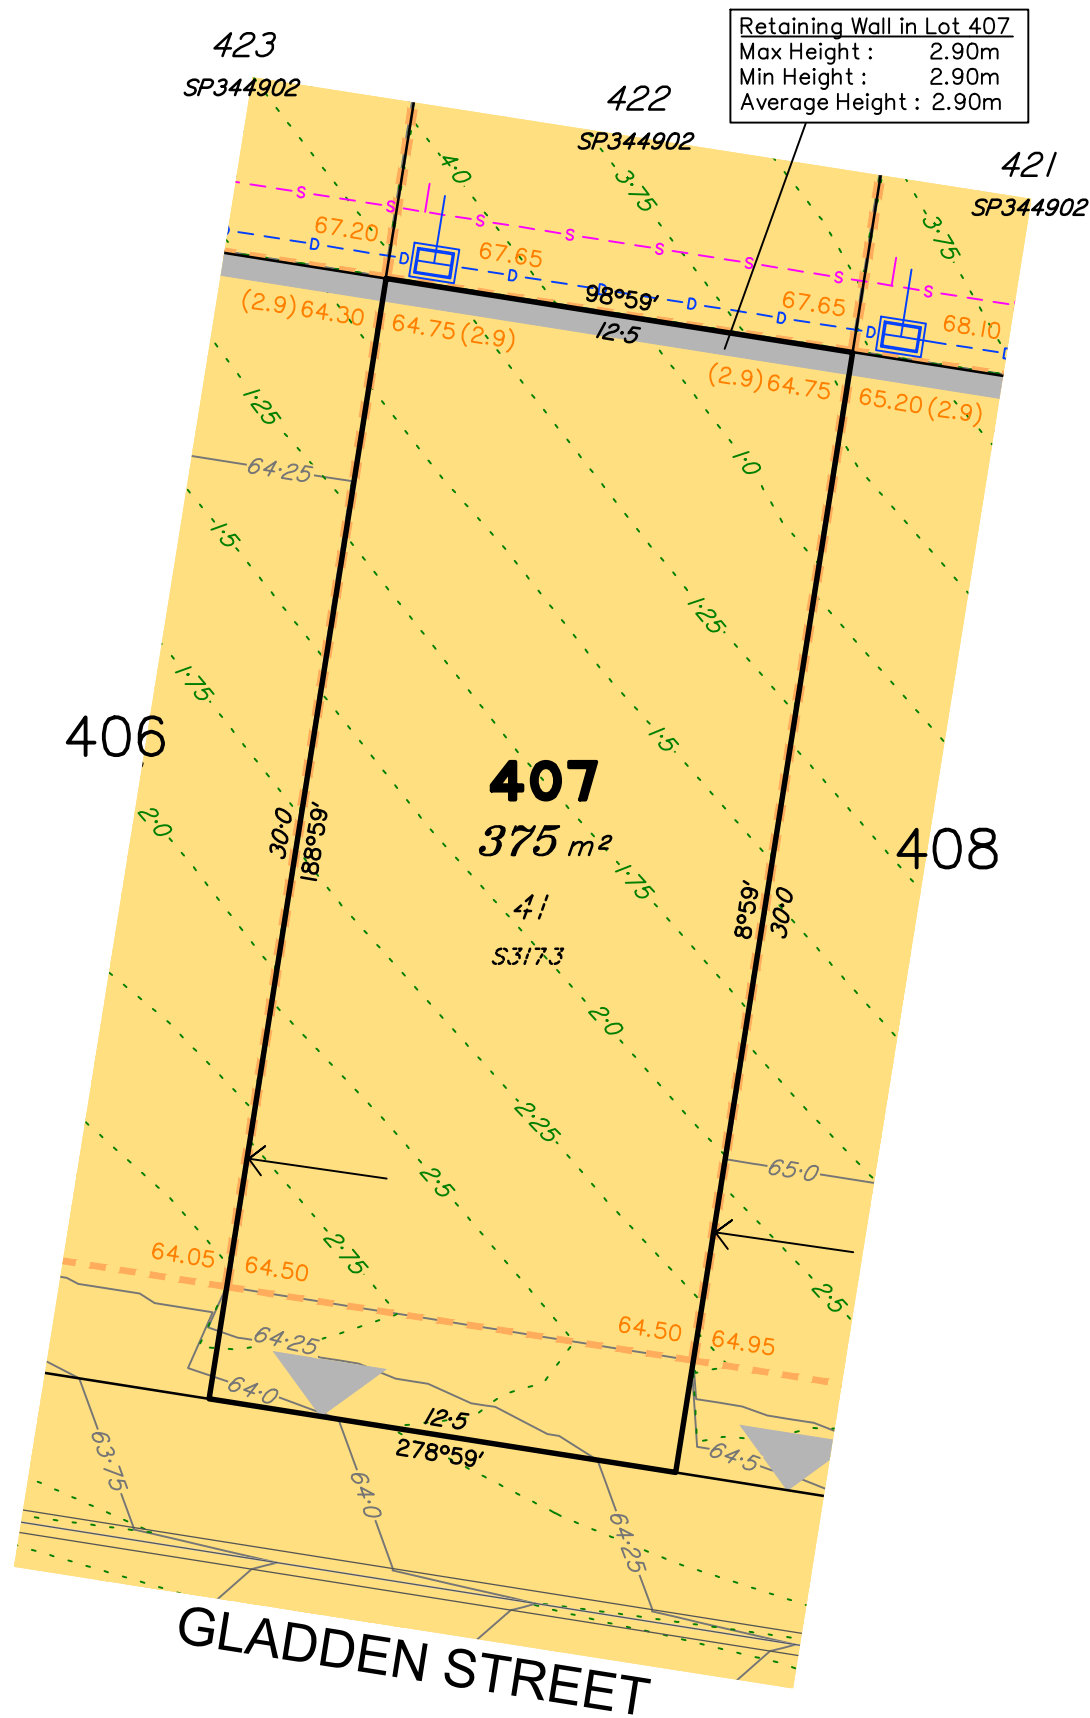 Retaining Wall in Lot 407
Max Height : 2.90m
Min Height : 2.90m
Average Height : 2.90m
423
SP344902
422
SP344902
421
SP344902
4·0
3·75
3·75
S
S
S
S
S
S
S
S
67.20
67.65
D
D
D
D
D
D
D
D
98°59'
12·5
67.65
68.10
(2.9) 64.30
64.75 (2.9)
(2.9) 64.75
65.20 (2.9)
1·25
64·25
1·0
1·5
1·25
1·75
1·5
406
407
375 m²
2·0
30·0
188°59'
1·75
408
41
S3173
8°59'
30·0
2·0
2·25
2·5
65·0
2·75
2·5
64.05
64.50
64.50
64.95
64·25
64·0
12·5
278°59'
63·75
64·0
64·25
64·5
GLADDEN STREET